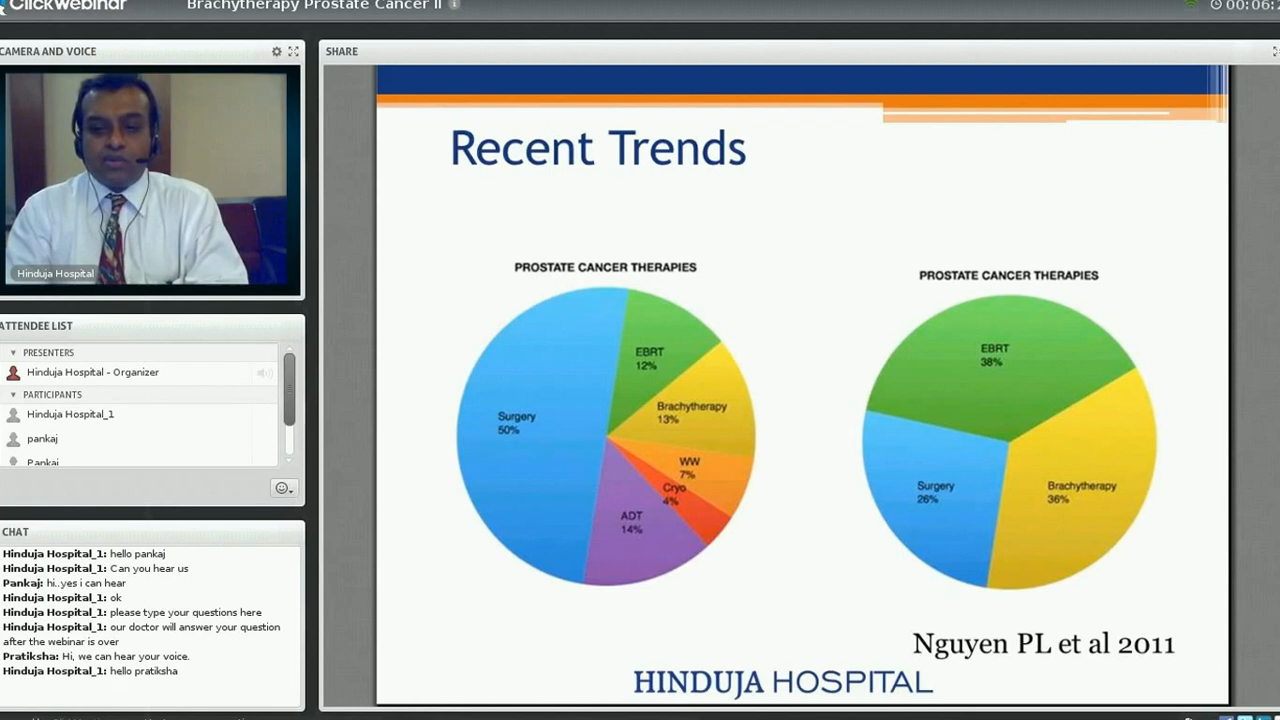 ClickWebinar
Brachytherapy Prostate Cancer II
CAMERA AND VOICE
Hinduja Hospital
ATTENDEE LIST
PRESENTERS
Hinduja Hospital - Organizer
PARTICIPANTS
Hinduja Hospital_1
pankaj
Pankaj
CHAT
Hinduja Hospital_1: hello pankaj
Hinduja Hospital_1: Can you hear us
Pankaj: hi..yes i can hear
Hinduja Hospital_1: ok
Hinduja Hospital_1: please type your questions here
Hinduja Hospital_1: our doctor will answer your question
after the webinar is over
Pratiksha: Hi, we can hear your voice.
Hinduja Hospital_1: hello pratiksha
SHARE
Recent Trends
PROSTATE CANCER THERAPIES
EBRT
12%
Brachytherapy
13%
Surgery
50%
WW
7%
Cryo
4%
ADT
14%
PROSTATE CANCER THERAPIES
EBRT
38%
Surgery
26%
Brachytherapy
36%
Nguyen PL et al 2011
HINDUJA HOSPITAL